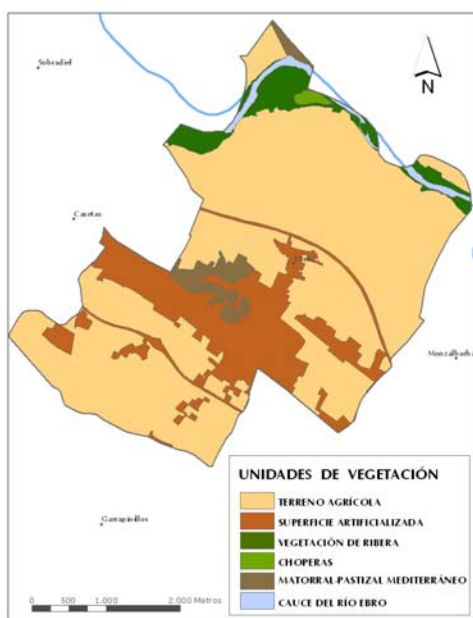 Sobradiel
N
Casetas
Monzalbarba
Garrapinillos
UNIDADES DE VEGETACIÓN
TERRENO AGRÍCOLA
SUPERFICIE ARTIFICIALIZADA
VEGETACIÓN DE RIBERA
CHOPERAS
MATORRAL-PASTIZAL MEDITERRÁNEO
CAUCE DEL RÍO EBRO
0 500 1.000 2.000 Metros